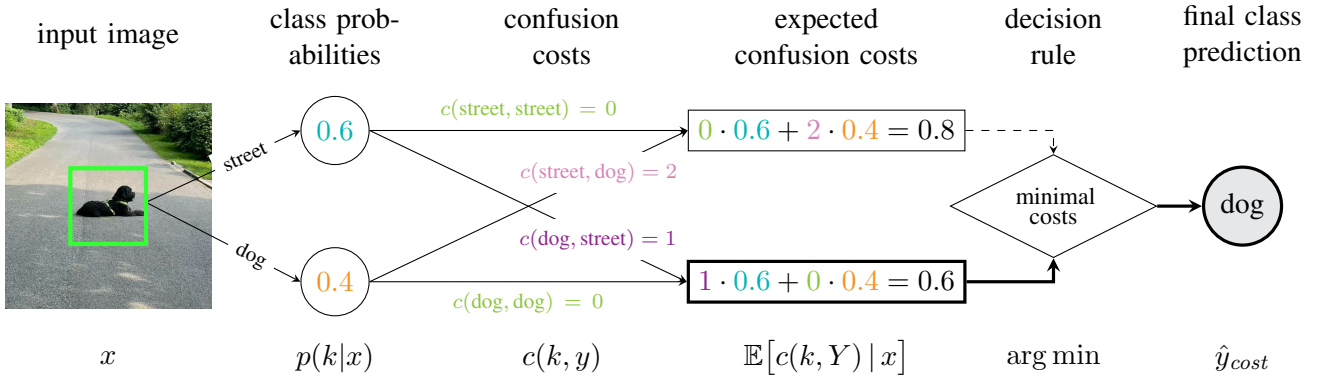 input image
class prob-
abilities
confusion
costs
expected
confusion costs
decision
rule
final class
prediction
street
dog
0.6
0.4
c(street, street) = 0
c(street, dog) = 2
c(dog, street) = 1
c(dog, dog) = 0
0 · 0.6 + 2 · 0.4 = 0.8
1 · 0.6 + 0 · 0.4 = 0.6
minimal
costs
dog
x
p(k|x)
c(k, y)
𝔼[c(k, Y) | x]
arg min
ŷ_cost